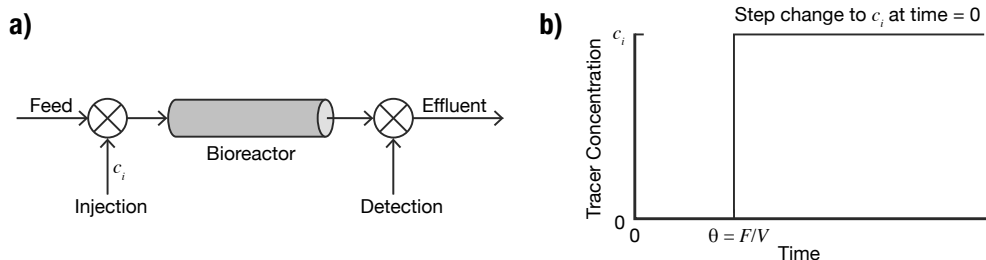 a)
Feed
Effluent
Bioreactor
c_i
Injection
Detection
b)
Step change to c_i at time = 0
c_i
Tracer Concentration
0
0
θ = F/V
Time